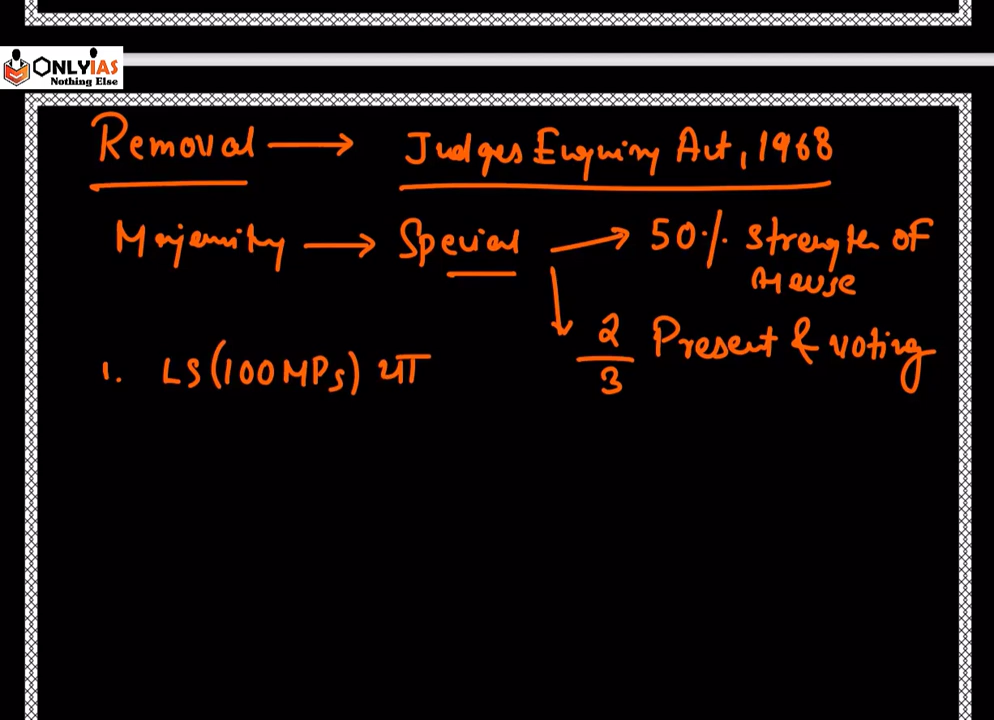 ONLYIAS
Nothing Else
Removal → Judges Enquiry Act, 1968
Majority → Special → 50% strength of House
↓ 2/3 Present & voting
1. LS (100 MPs) या